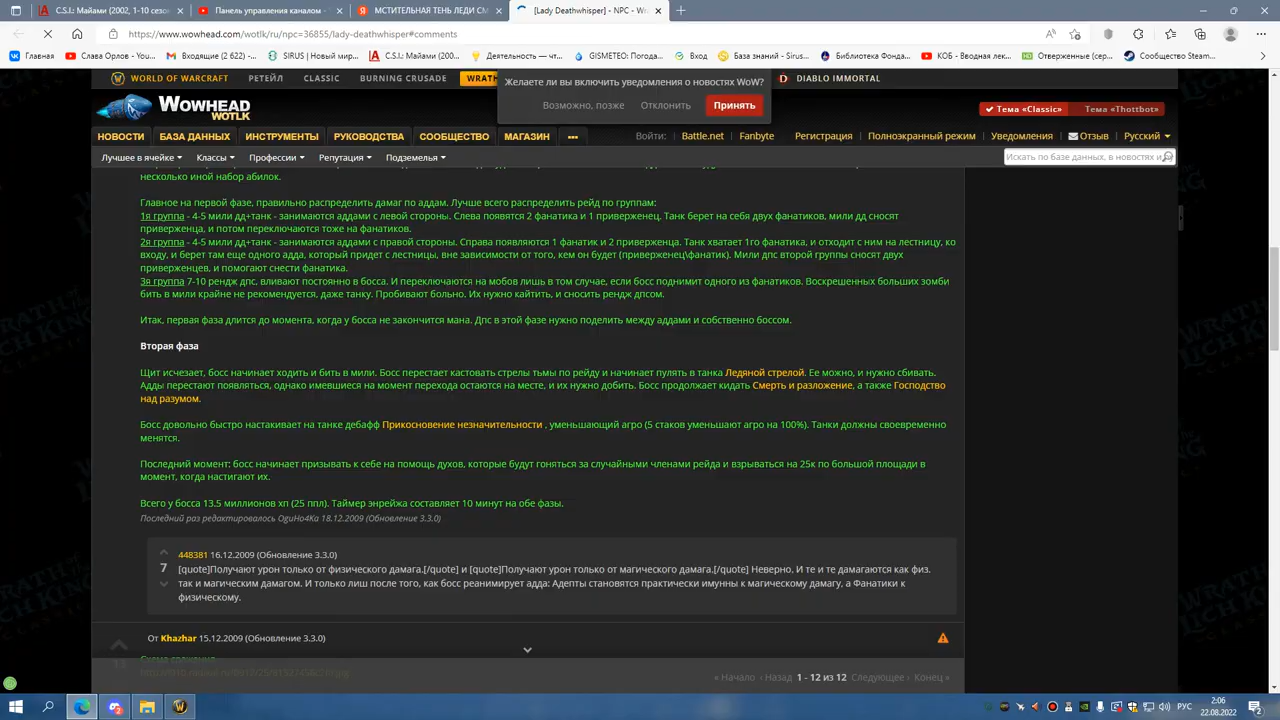 C.S.I.: Майами (2002, 1-10 сезон)
Панель управления каналом -
МСТИТЕЛЬНАЯ ТЕНЬ ЛЕДИ СМ
[Lady Deathwhisper] - NPC - Wo
https://www.wowhead.com/wotlk/ru/npc=36855/lady-deathwhisper#comments
Главная
Слава Орлов - You...
Входящие (2 622) -...
SIRUS | Новый мир...
C.S.I.: Майами (200...
Деятельность — чт...
GISMETEO: Погода...
Вход
База знаний – Sirus...
Библиотека Фонда...
КОБ - Вводная лек...
Отверженные (сер...
Сообщество Steam...
WORLD OF WARCRAFT РЕТЕЙЛ CLASSIC BURNING CRUSADE WRATH DIABLO IMMORTAL
Желаете ли вы включить уведомления о новостях WoW?
Возможно, позже Отклонить Принять
WOWHEAD
WOTLK
Тема «Classic» Тема «Thottbot»
НОВОСТИ БАЗА ДАННЫХ ИНСТРУМЕНТЫ РУКОВОДСТВА СООБЩЕСТВО МАГАЗИН ...
Войти: Battle.net Fanbyte Регистрация Полноэкранный режим Уведомления Отзыв Русский
Лучшее в ячейке Классы Профессии Репутация Подземелья
Искать по базе данных, в новостях и
несколько иной набор абилок.
Главное на первой фазе, правильно распределить дамаг по аддам. Лучше всего распределить рейд по группам:
1я группа - 4-5 мили дд+танк - занимаются аддами с левой стороны. Слева появятся 2 фанатика и 1 приверженец. Танк берет на себя двух фанатиков, мили дд сносят
приверженца, и потом переключаются тоже на фанатиков.
2я группа - 4-5 мили дд+танк - занимаются аддами с правой стороны. Справа появляются 1 фанатик и 2 приверженца. Танк хватает 1го фанатика, и отходит с ним на лестницу, ко
входу, и берет там еще одного адда, который придет с лестницы, вне зависимости от того, кем он будет (приверженец\фанатик). Мили дпс второй группы сносят двух
приверженцев, и помогают снести фанатика.
3я группа 7-10 рендж дпс, вливают постоянно в босса. И переключаются на мобов лишь в том случае, если босс поднимит одного из фанатиков. Воскрешенных больших зомби
бить в мили крайне не рекомендуется, даже танку. Пробивают больно. Их нужно кайтить, и сносить рендж дпсом.
Итак, первая фаза длится до момента, когда у босса не закончится мана. Дпс в этой фазе нужно поделить между аддами и собственно боссом.
Вторая фаза
Щит исчезает, босс начинает ходить и бить в мили. Босс перестает кастовать стрелы тьмы по рейду и начинает пулять в танка Ледяной стрелой. Ее можно, и нужно сбивать.
Адды перестают появляться, однако имевшиеся на момент перехода остаются на месте, и их нужно добить. Босс продолжает кидать Смерть и разложение, а также Господство
над разумом.
Босс довольно быстро настакивает на танке дебафф Прикосновение незначительности , уменьшающий агро (5 стаков уменьшают агро на 100%). Танки должны своевременно
менятся.
Последний момент: босс начинает призывать к себе на помощь духов, которые будут гоняться за случайными членами рейда и взрываться на 25к по большой площади в
момент, когда настигают их.
Всего у босса 13.5 миллионов хп (25 ппл). Таймер энрейжа составляет 10 минут на обе фазы.
Последний раз редактировалось OguHo4Ka 18.12.2009 (Обновление 3.3.0)
448381 16.12.2009 (Обновление 3.3.0)
7
[quote]Получают урон только от физического дамага.[/quote] и [quote]Получают урон только от магического дамага.[/quote] Неверно. И те и те дамагаются как физ.
так и магическим дамагом. И только лиш после того, как босс реанимирует адда: Адепты становятся практически имунны к магическому дамагу, а Фанатики к
физическому.
От Khazhar 15.12.2009 (Обновление 3.3.0)
Схема сражения
« Начало ‹ Назад 1 - 12 из 12 Следующее › Конец »
2:06
22.08.2022